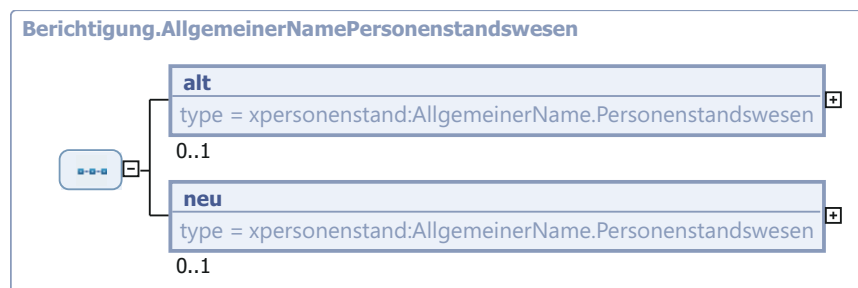 Berichtigung.AllgemeinerNamePersonenstandswesen
alt
type = xpersonenstand:AllgemeinerName.Personenstandswesen
0..1
neu
type = xpersonenstand:AllgemeinerName.Personenstandswesen
0..1